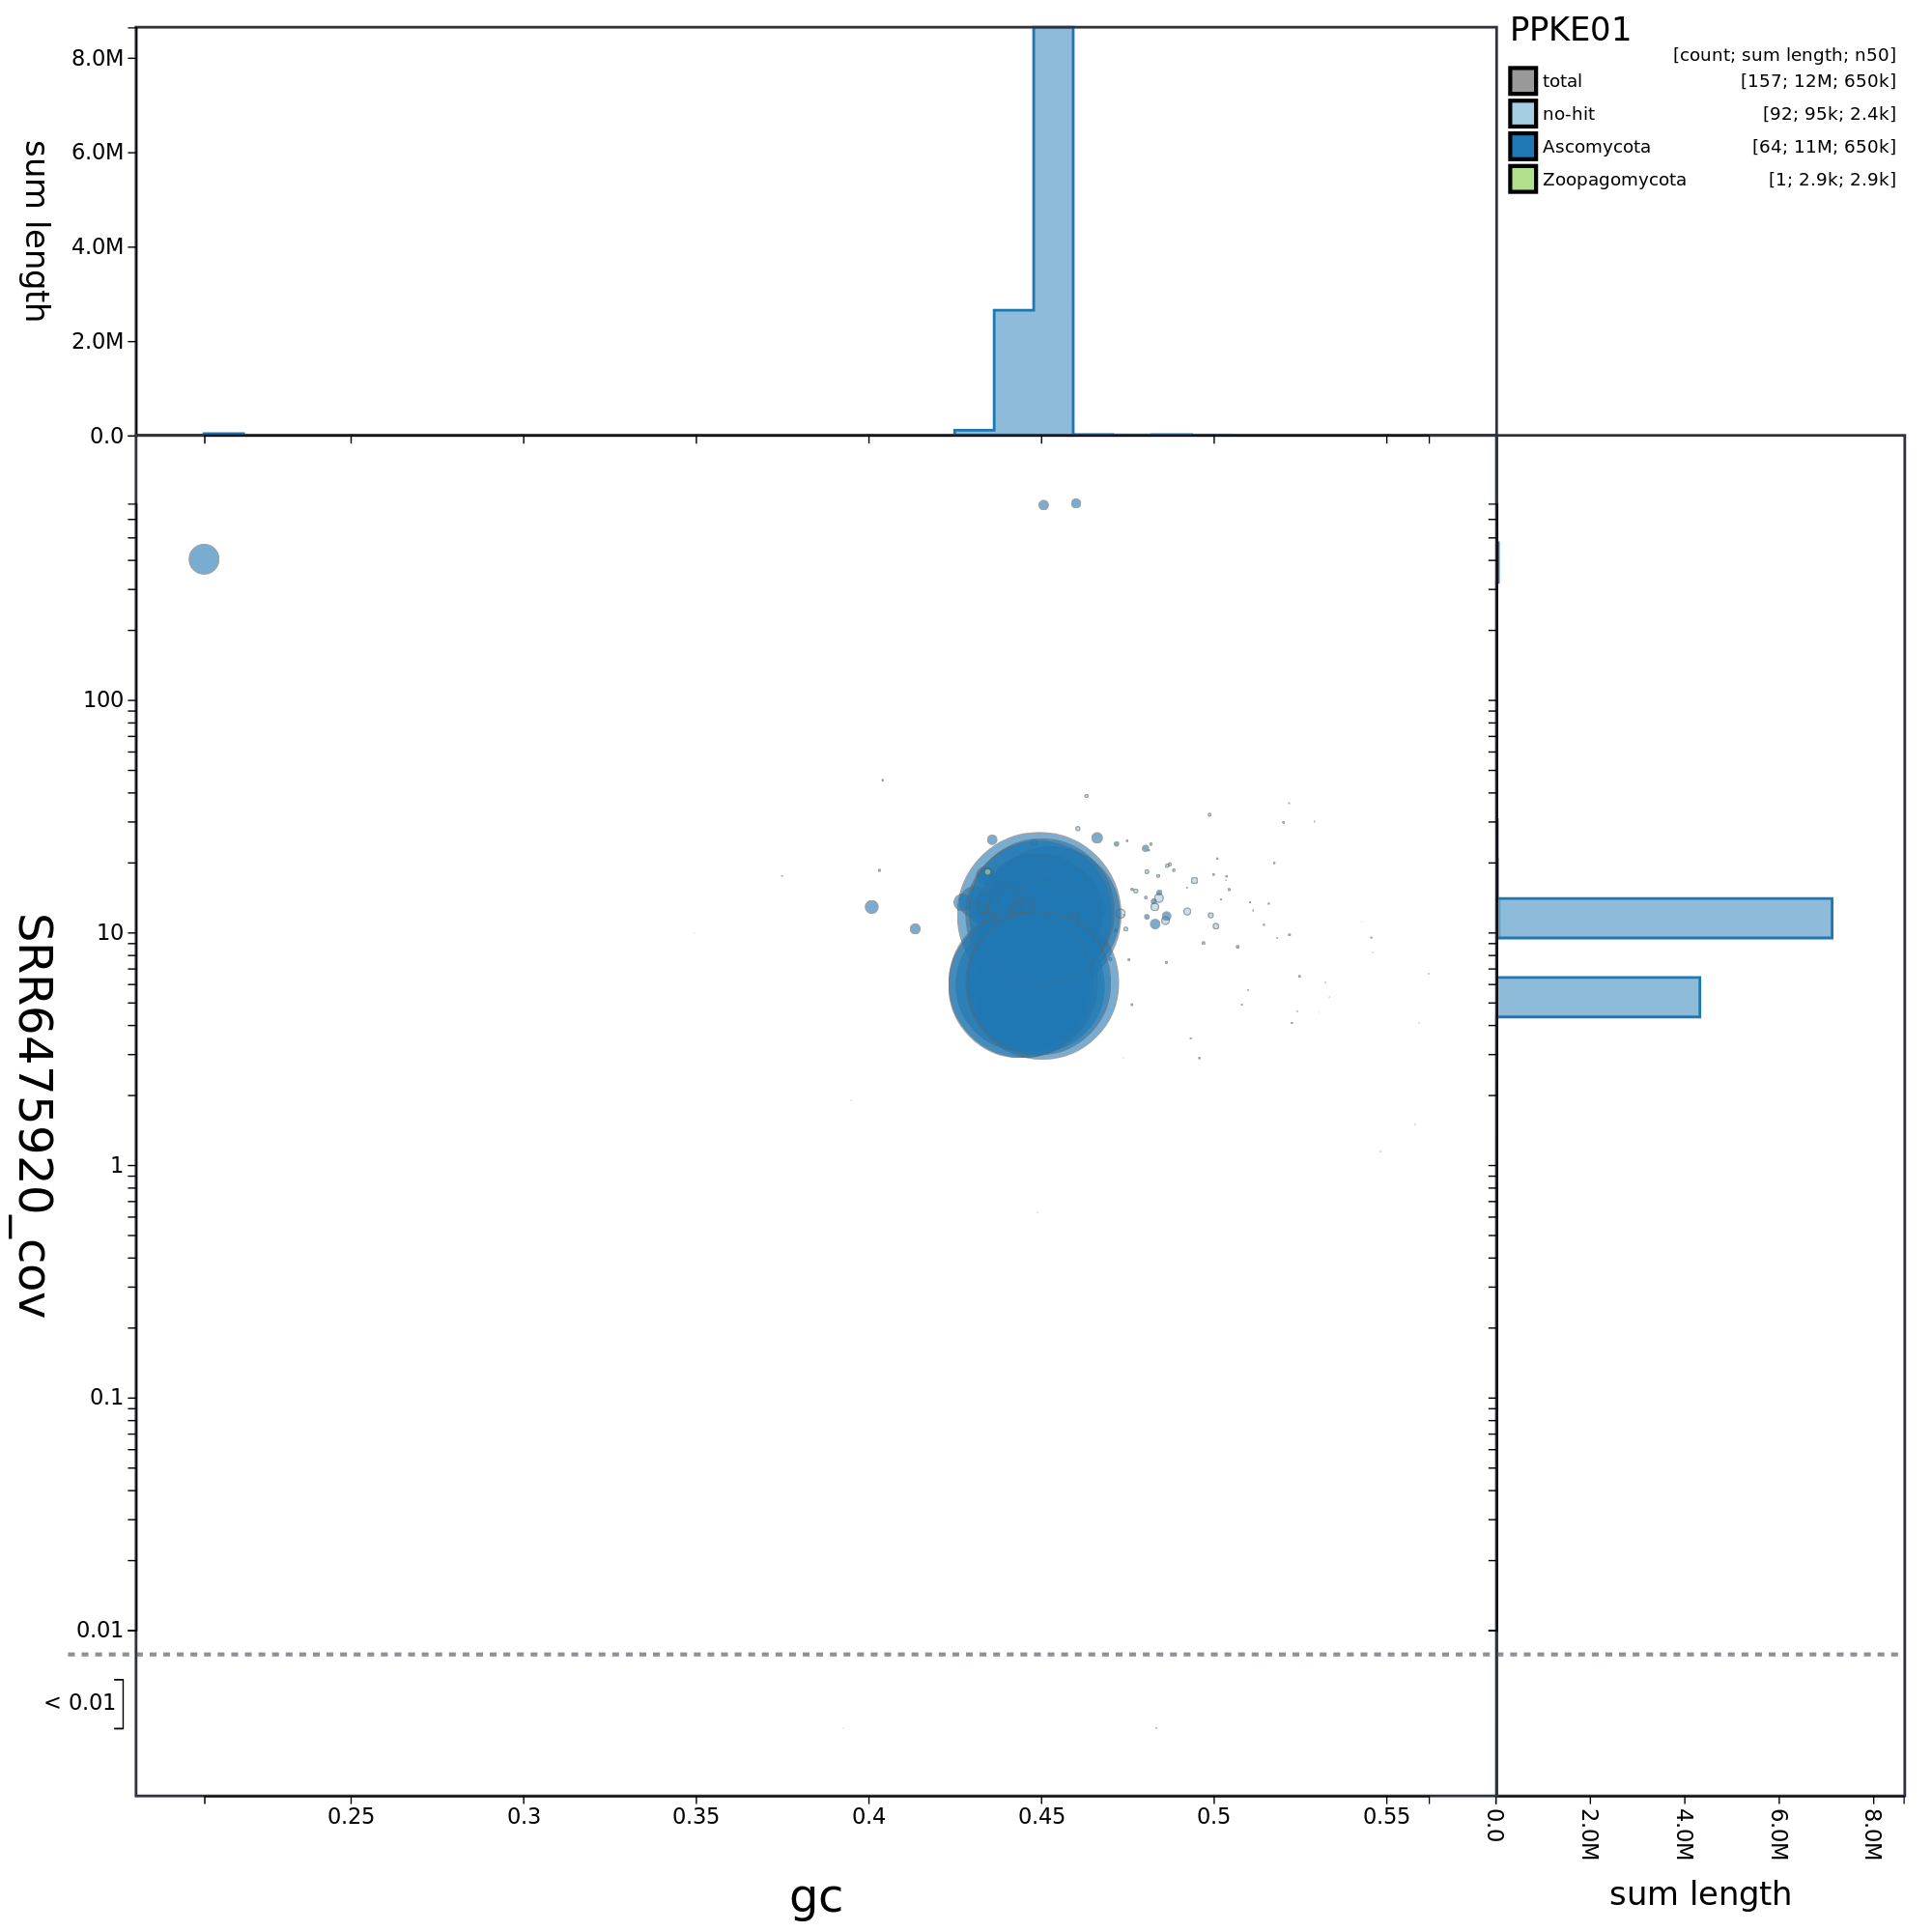 PPKE01
[count; sum length; n50]
total [157; 12M; 650k]
no-hit [92; 95k; 2.4k]
Ascomycota [64; 11M; 650k]
Zoopagomycota [1; 2.9k; 2.9k]
sum length
8.0M
6.0M
4.0M
2.0M
0.0
SRR6475920_cov
100
10
1
0.1
0.01
< 0.01
0.25 0.3 0.35 0.4 0.45 0.5 0.55
gc
0.0 2.0M 4.0M 6.0M 8.0M
sum length